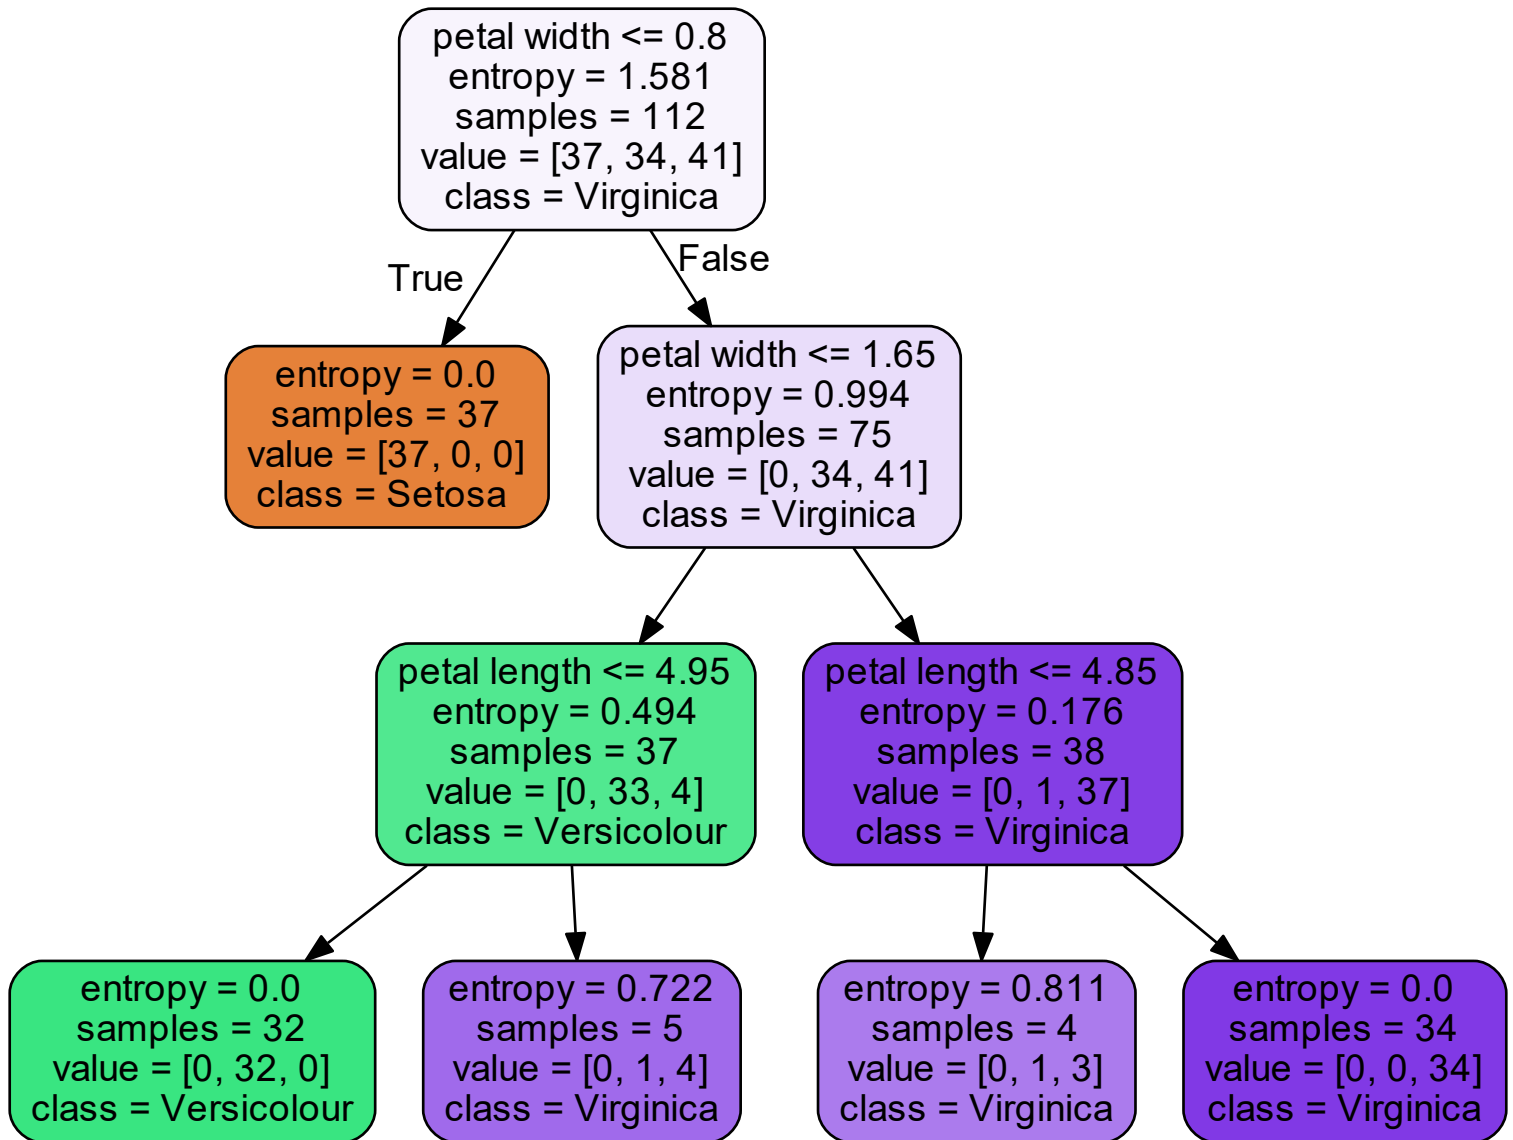 petal width <= 0.8
entropy = 1.581
samples = 112
value = [37, 34, 41]
class = Virginica
True
False
entropy = 0.0
samples = 37
value = [37, 0, 0]
class = Setosa
petal width <= 1.65
entropy = 0.994
samples = 75
value = [0, 34, 41]
class = Virginica
petal length <= 4.95
entropy = 0.494
samples = 37
value = [0, 33, 4]
class = Versicolour
petal length <= 4.85
entropy = 0.176
samples = 38
value = [0, 1, 37]
class = Virginica
entropy = 0.0
samples = 32
value = [0, 32, 0]
class = Versicolour
entropy = 0.722
samples = 5
value = [0, 1, 4]
class = Virginica
entropy = 0.811
samples = 4
value = [0, 1, 3]
class = Virginica
entropy = 0.0
samples = 34
value = [0, 0, 34]
class = Virginica